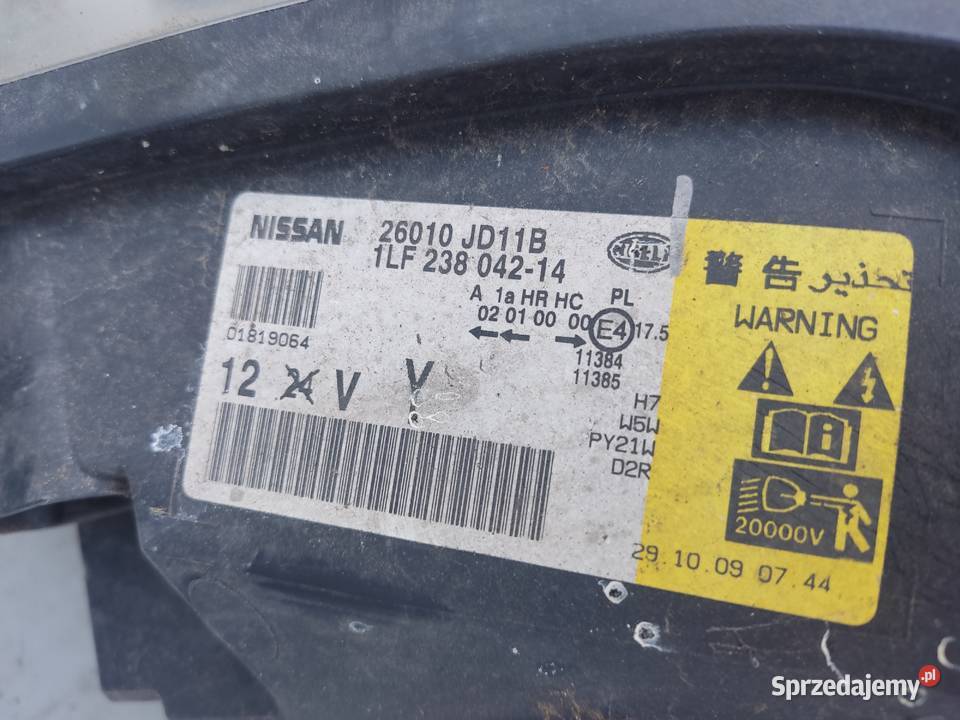 NISSAN 26010 JD11B
1LF 238 042-14
HELLA
A 1a HR HC PL
02 01 00 00 E4 17.5
11384
11385
01819064
12 24 V
H7
W5W
PY21W
D2R
警告 تحذير
WARNING
i
20000V
29.10.09 07.44
Sprzedajemy.pl